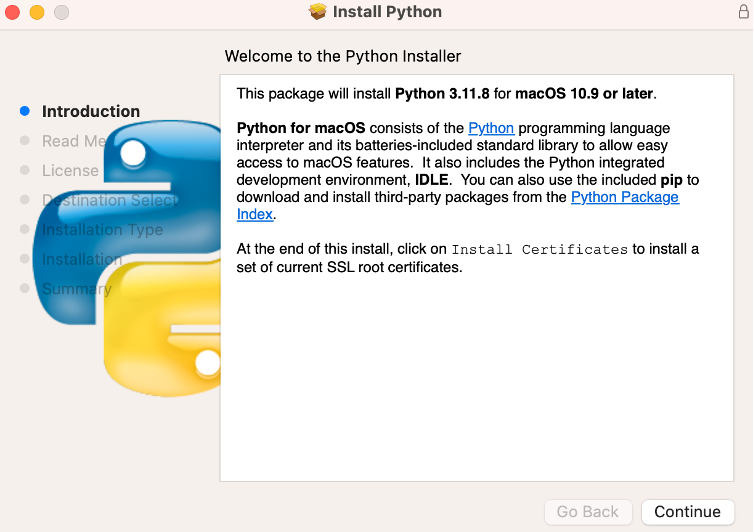 Install Python
Welcome to the Python Installer
Introduction
Read Me
License
Destination Select
Installation Type
Installation
Summary
This package will install Python 3.11.8 for macOS 10.9 or later.
Python for macOS consists of the Python programming language
interpreter and its batteries-included standard library to allow easy
access to macOS features.  It also includes the Python integrated
development environment, IDLE.  You can also use the included pip to
download and install third-party packages from the Python Package
Index.
At the end of this install, click on Install Certificates to install a
set of current SSL root certificates.
Go Back
Continue